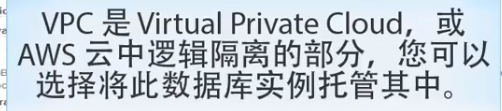 VPC 是 Virtual Private Cloud，或
AWS 云中逻辑隔离的部分，您可以
选择将此数据库实例托管其中。